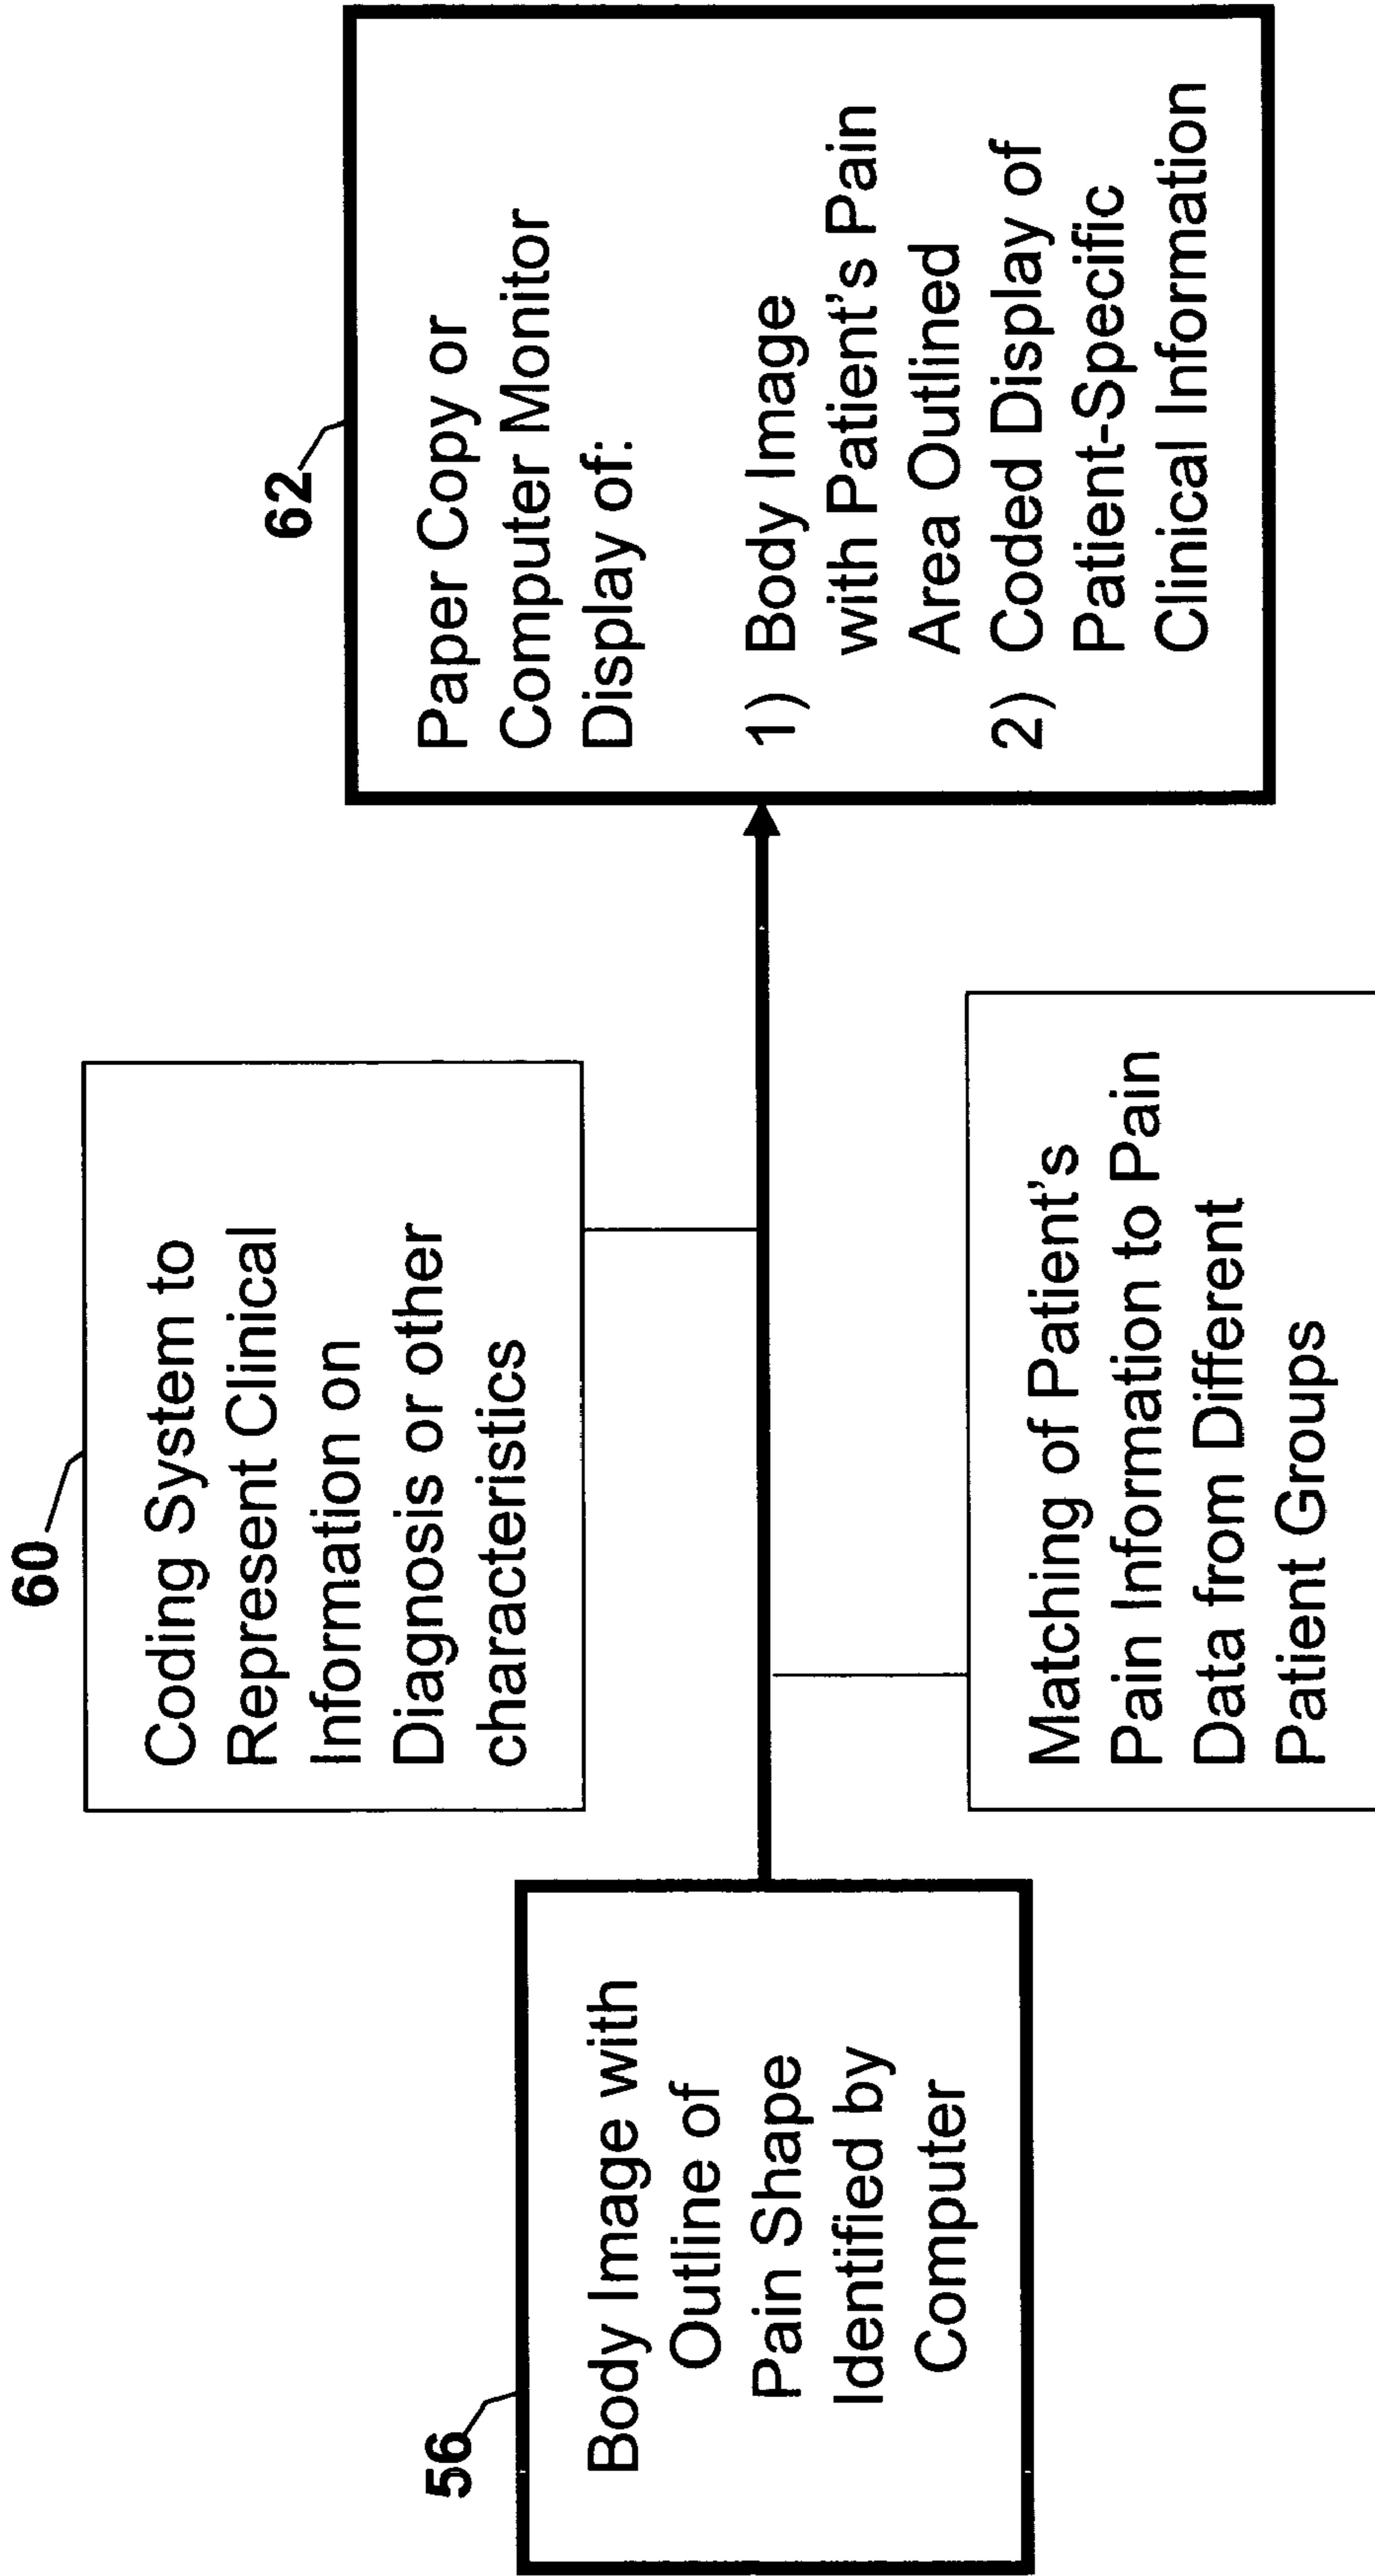 56
Body Image with
Outline of
Pain Shape
Identified by
Computer
60
Coding System to
Represent Clinical
Information on
Diagnosis or other
characteristics
Matching of Patient's
Pain Information to Pain
Data from Different
Patient Groups
62
Paper Copy or
Computer Monitor
Display of:
1) Body Image
with Patient's Pain
Area Outlined
2) Coded Display of
Patient-Specific
Clinical Information